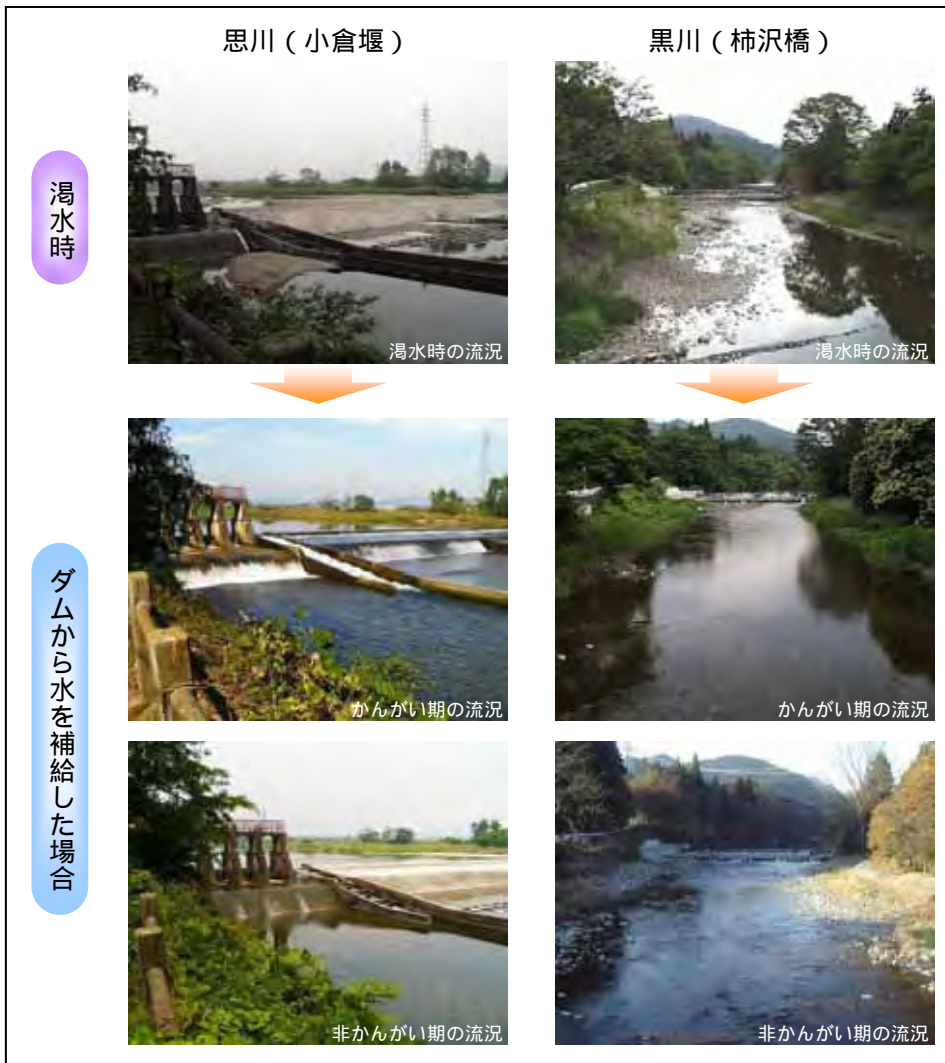 思川（小倉堰）
黒川（柿沢橋）
渇水時
渇水時の流況
渇水時の流況
ダムから水を補給した場合
かんがい期の流況
かんがい期の流況
非かんがい期の流況
非かんがい期の流況